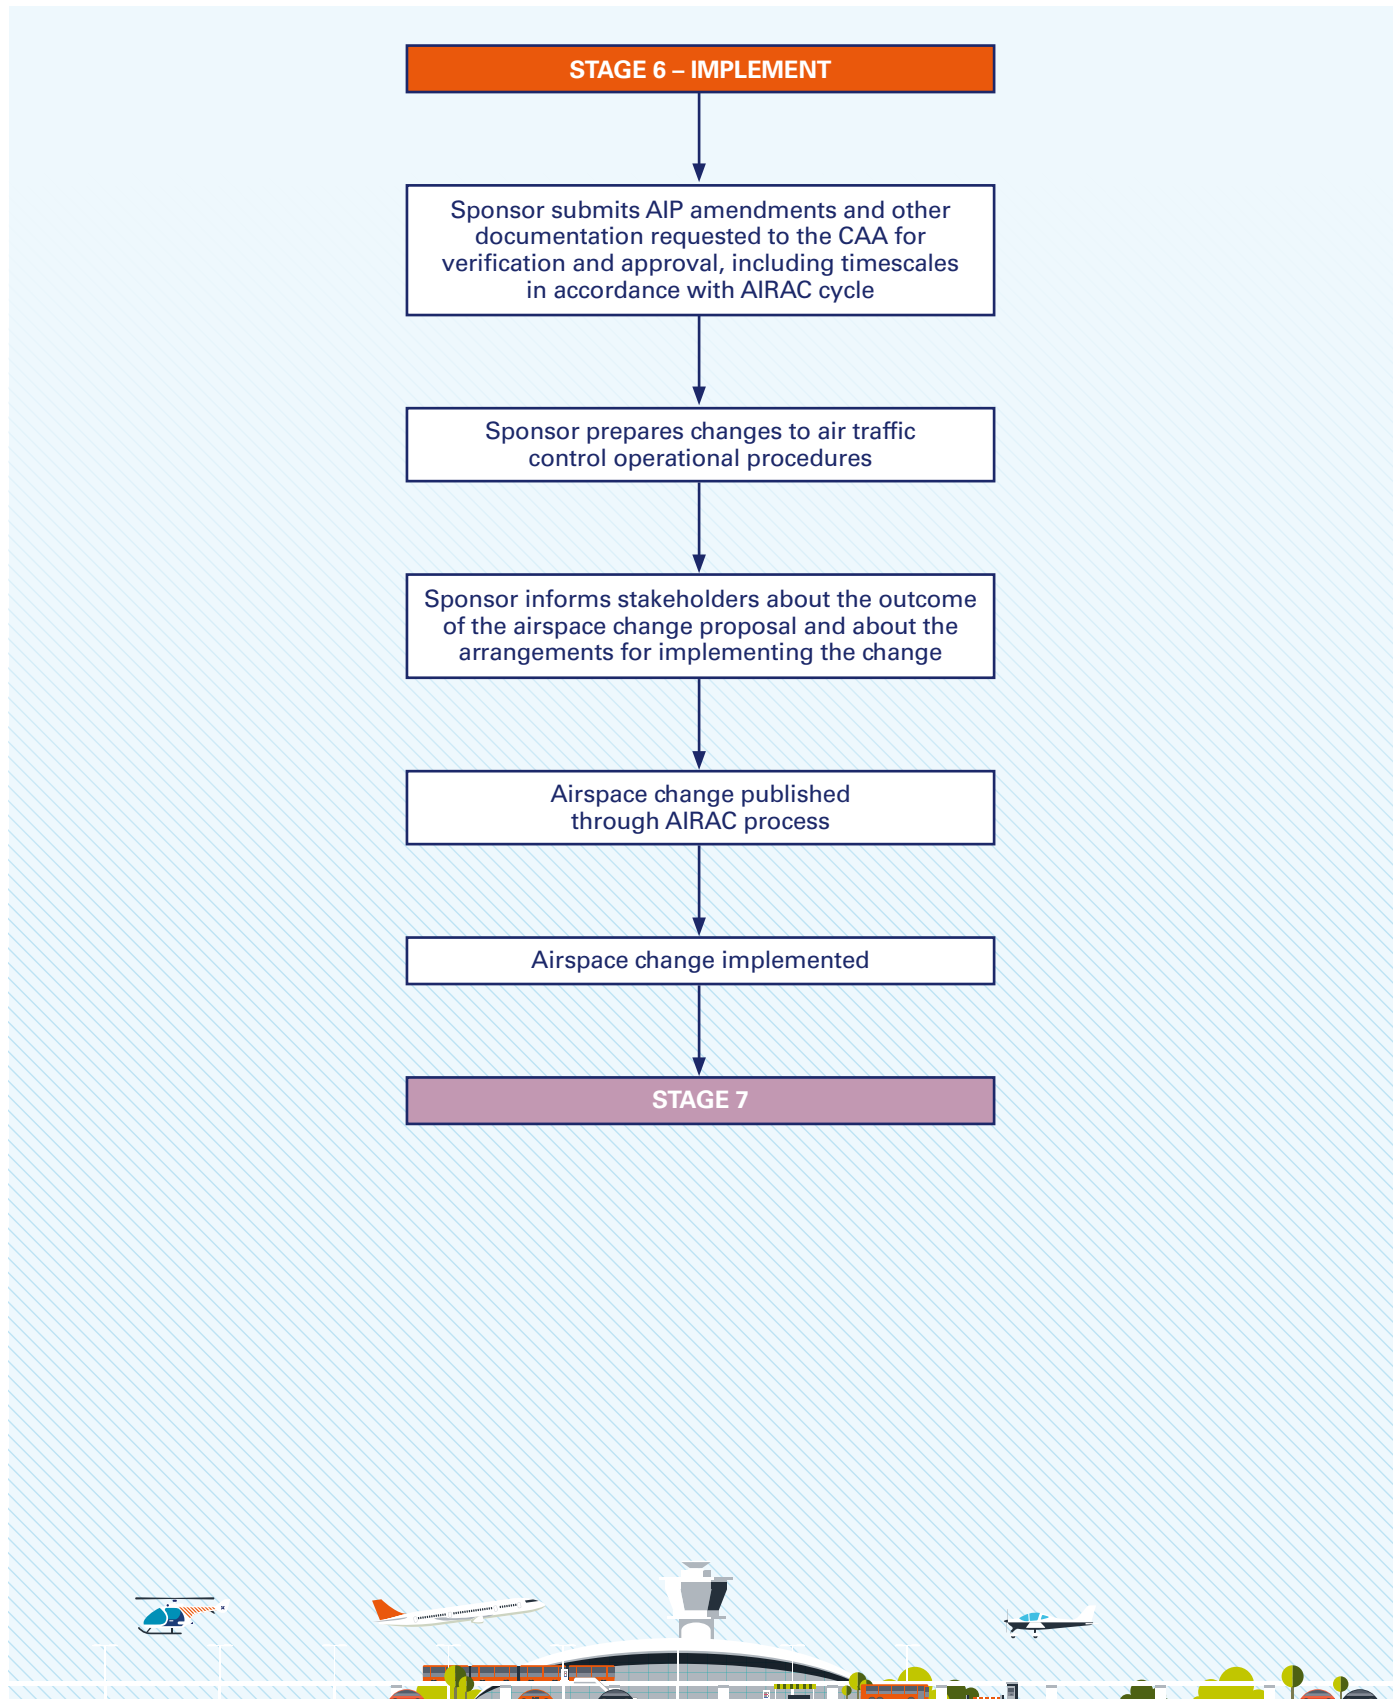 STAGE 6 – IMPLEMENT
Sponsor submits AIP amendments and other
documentation requested to the CAA for
verification and approval, including timescales
in accordance with AIRAC cycle
Sponsor prepares changes to air traffic
control operational procedures
Sponsor informs stakeholders about the outcome
of the airspace change proposal and about the
arrangements for implementing the change
Airspace change published
through AIRAC process
Airspace change implemented
STAGE 7